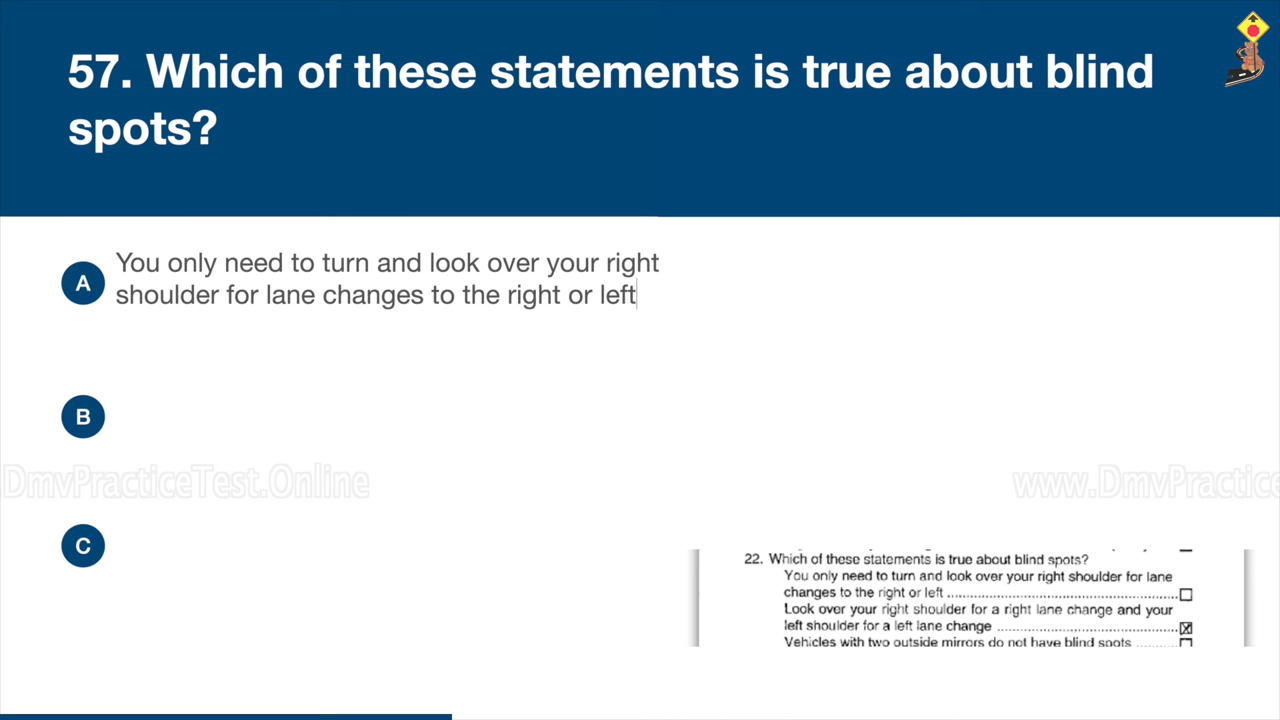 57. Which of these statements is true about blind
spots?
A
You only need to turn and look over your right
shoulder for lane changes to the right or left
B
DmvPracticeTest.Online
www.DmvPractice
C
22. Which of these statements is true about blind spots?
You only need to turn and look over your right shoulder for lane
changes to the right or left
Look over your right shoulder for a right lane change and your
left shoulder for a left lane change
Vehicles with two outside mirrors do not have blind spots